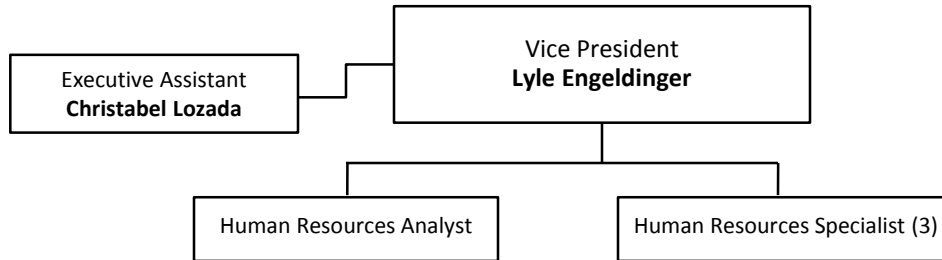 Vice President
Lyle Engeldinger
Executive Assistant
Christabel Lozada
Human Resources Analyst
Human Resources Specialist (3)